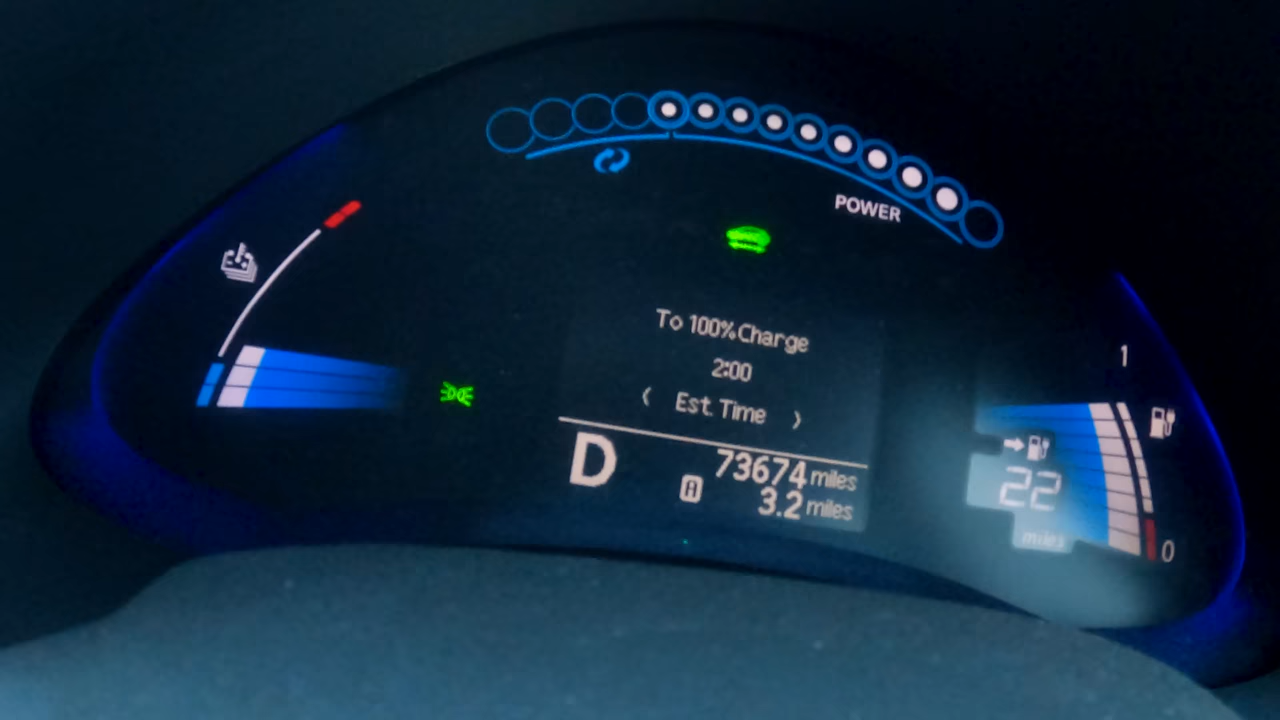 POWER
To 100% Charge
2:00
‹ Est. Time ›
D
73674 miles
A 3.2 miles
1
22
miles
0